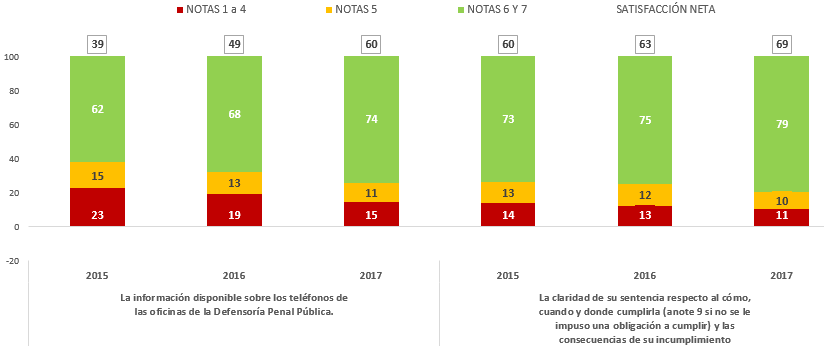 NOTAS 1 a 4 NOTAS 5 NOTAS 6 Y 7 SATISFACCIÓN NETA
39 49 60 60 63 69
100
80
60
40
20
0
-20
62 68 74 73 75 79
15 13 11 13 12 10
23 19 15 14 13 11
2015 2016 2017 2015 2016 2017
La información disponible sobre los teléfonos de
las oficinas de la Defensoría Penal Pública.
La claridad de su sentencia respecto al cómo,
cuando y donde cumplirla (anote 9 si no se le
impuso una obligación a cumplir) y las
consecuencias de su incumplimiento